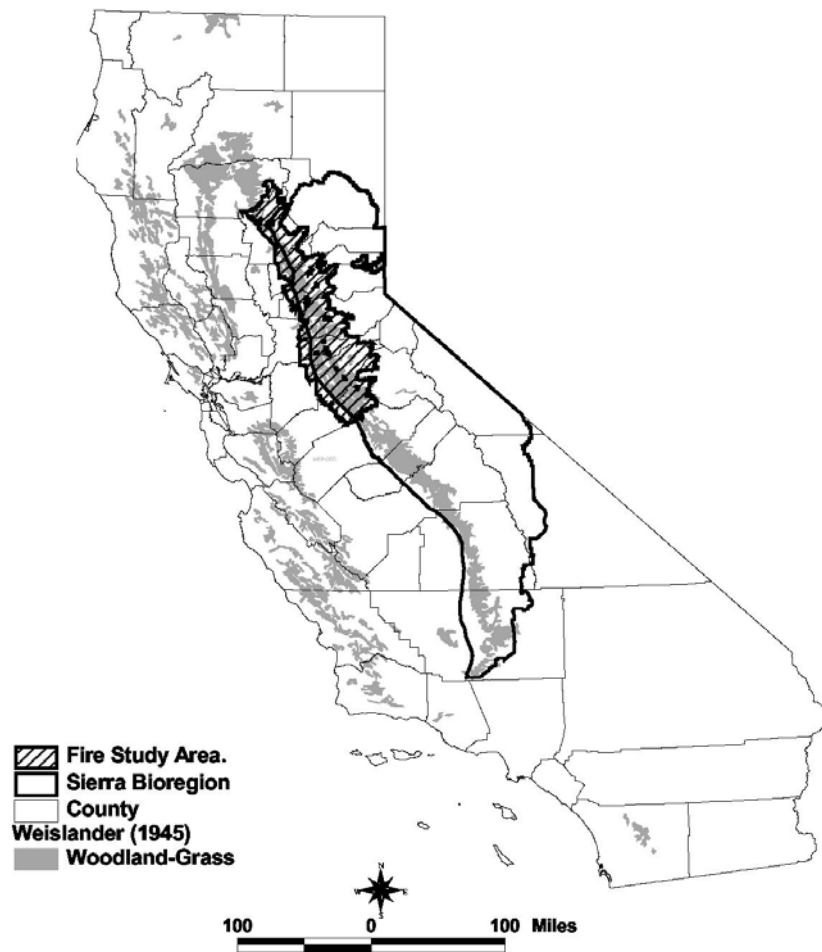 Fire Study Area.
Sierra Bioregion
County
Weislander (1945)
Woodland-Grass
N
W E
S
100 0 100 Miles